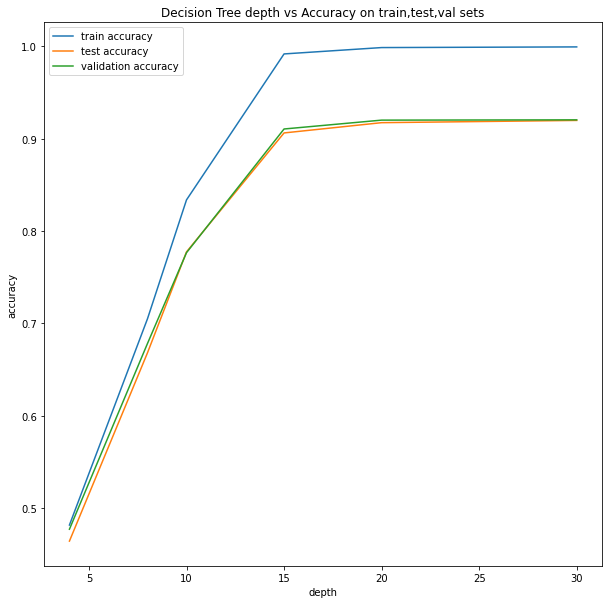 Decision Tree depth vs Accuracy on train,test,val sets
train accuracy
test accuracy
validation accuracy
1.0
0.9
0.8
0.7
0.6
0.5
accuracy
5
10
15
20
25
30
depth